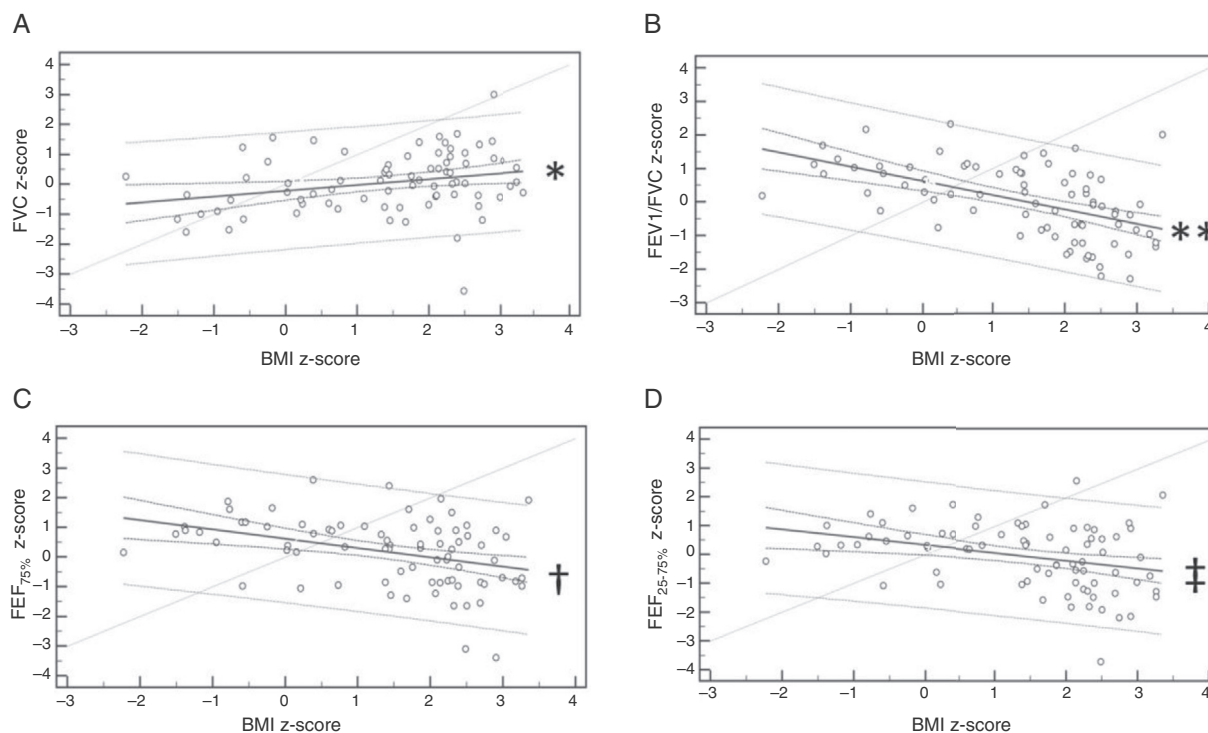 A
FVC z-score
4
3
2
1
0
−1
−2
−3
−4
*
−3 −2 −1 0 1 2 3 4
BMI z-score
B
FEV1/FVC z-score
4
3
2
1
0
−1
−2
−3
**
−3 −2 −1 0 1 2 3 4
BMI z-score
C
FEF75% z-score
4
3
2
1
0
−1
−2
−3
−4
†
−3 −2 −1 0 1 2 3 4
BMI z-score
D
FEF25-75% z-score
4
3
2
1
0
−1
−2
−3
−4
‡
−3 −2 −1 0 1 2 3 4
BMI z-score